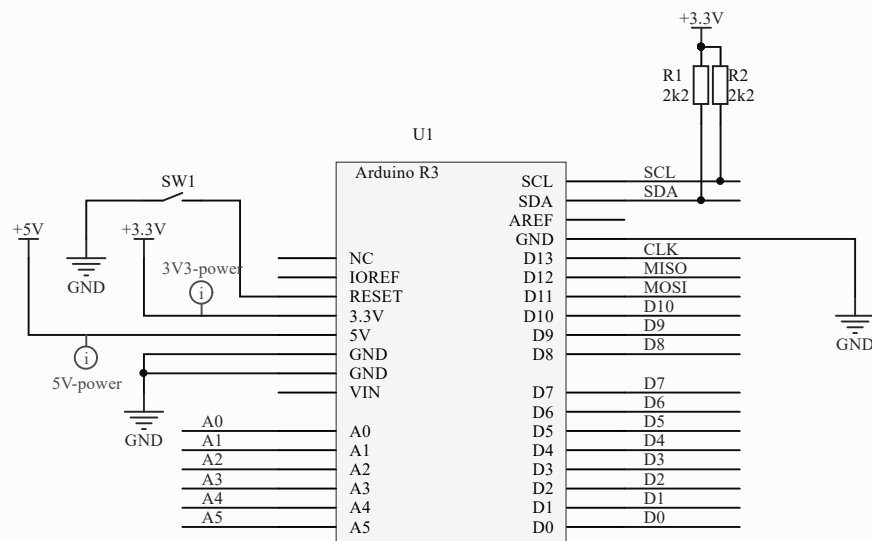 +3.3V
R1
2k2
R2
2k2
U1
Arduino R3
SW1
+5V
+3.3V
GND
3V3-power
i
5V-power
i
GND
NC
IOREF
RESET
3.3V
5V
GND
GND
VIN
A0
A1
A2
A3
A4
A5
A0
A1
A2
A3
A4
A5
SCL
SDA
AREF
GND
D13
D12
D11
D10
D9
D8
D7
D6
D5
D4
D3
D2
D1
D0
SCL
SDA
CLK
MISO
MOSI
D10
D9
D8
D7
D6
D5
D4
D3
D2
D1
D0
GND